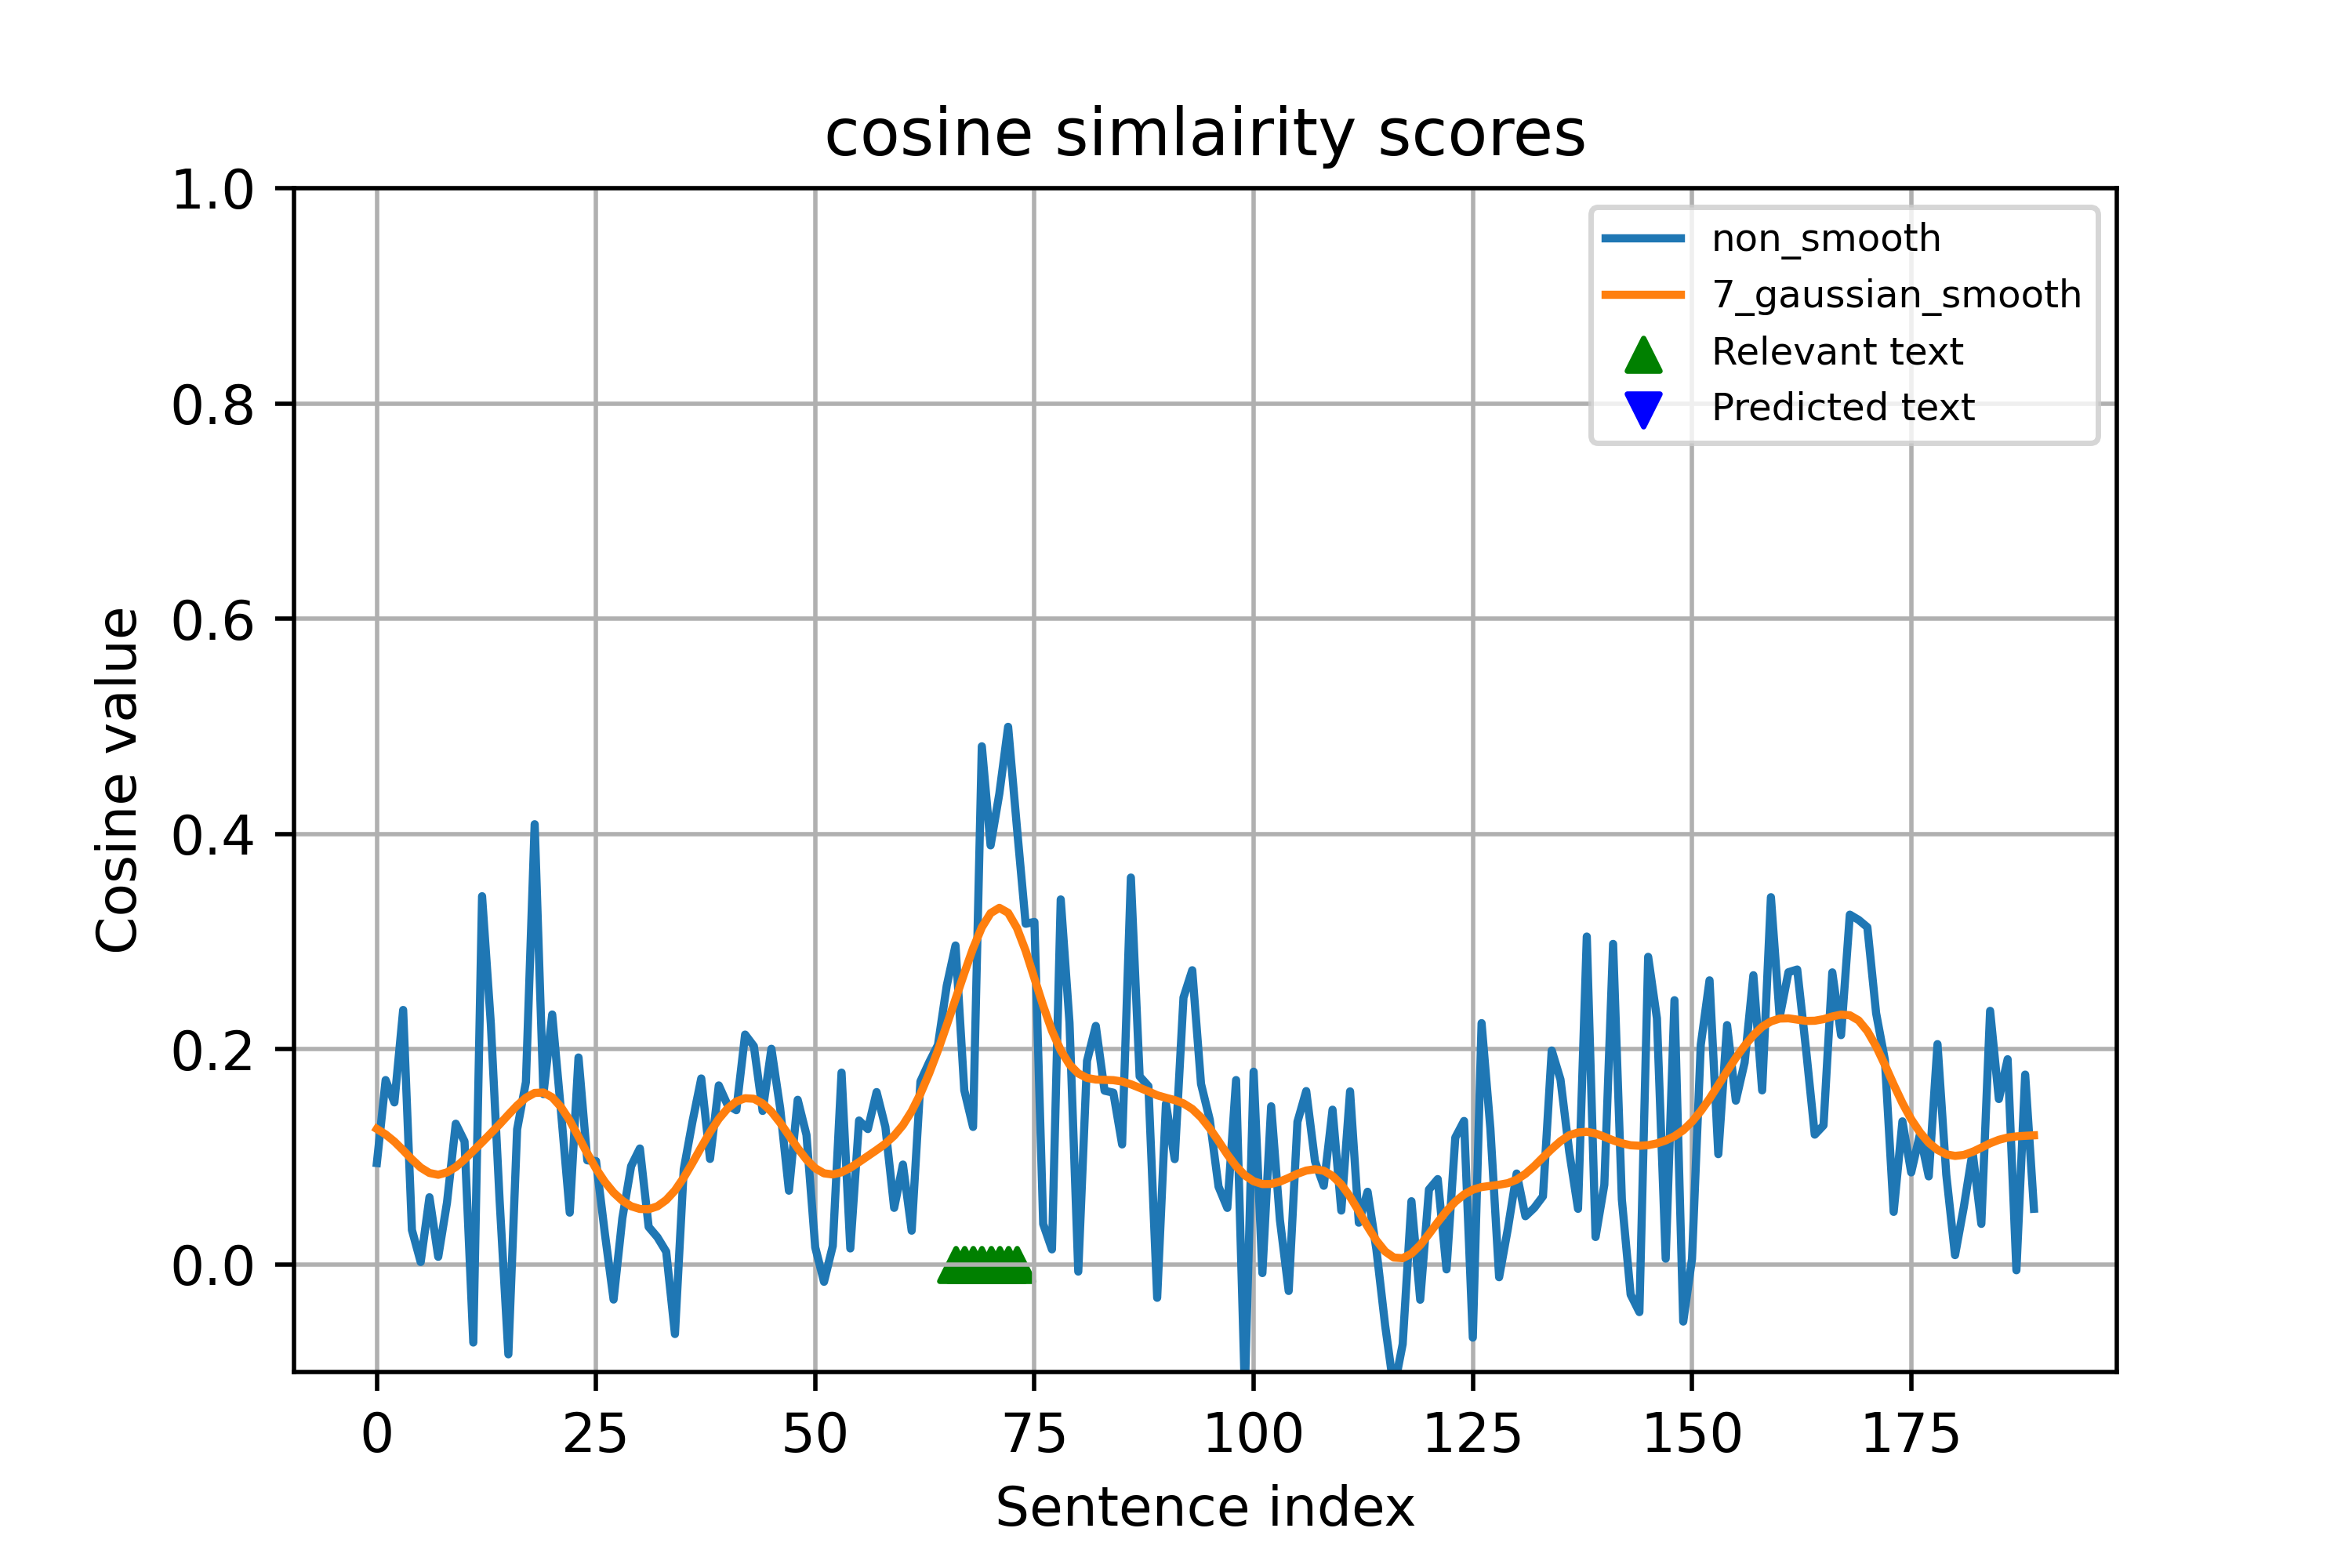 cosine simlairity scores
1.0
0.8
0.6
0.4
0.2
0.0
Cosine value
non_smooth
7_gaussian_smooth
Relevant text
Predicted text
0 25 50 75 100 125 150 175
Sentence index